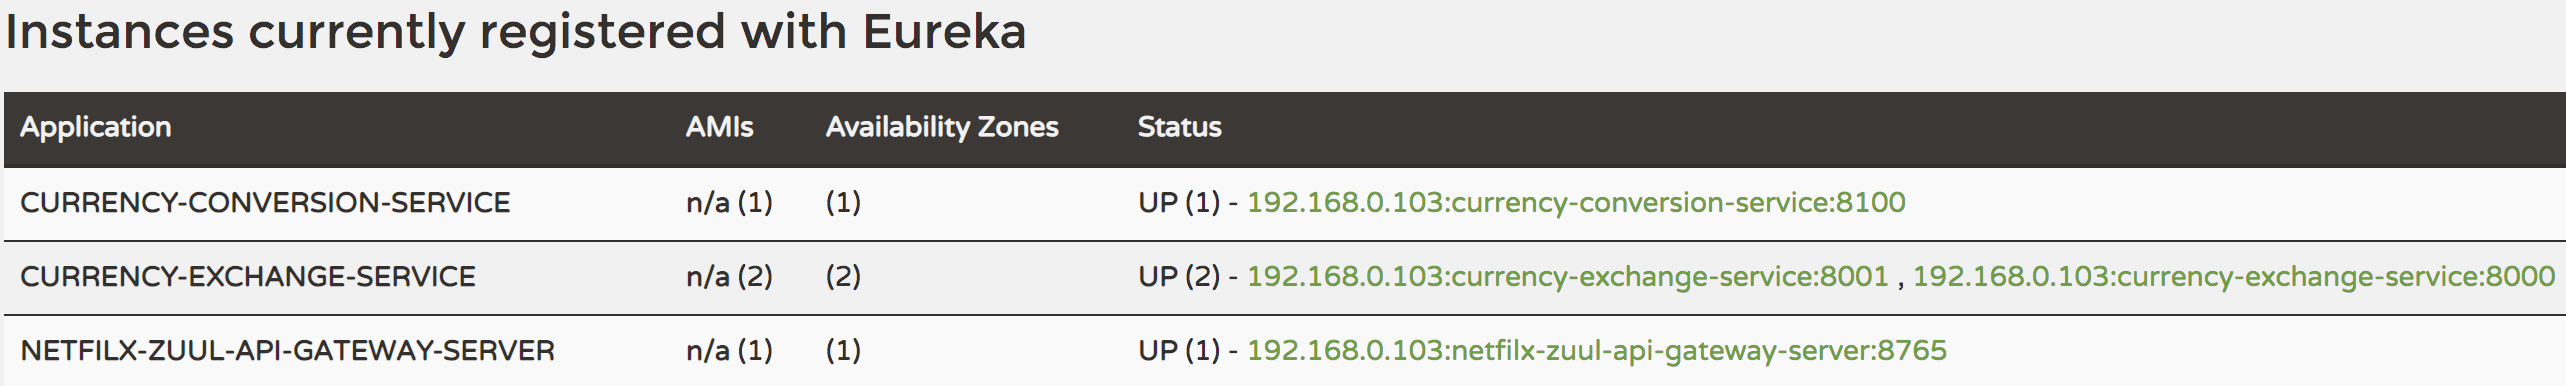 Instances currently registered with Eureka
Application AMIs Availability Zones Status
CURRENCY-CONVERSION-SERVICE n/a (1) (1) UP (1) - 192.168.0.103:currency-conversion-service:8100
CURRENCY-EXCHANGE-SERVICE n/a (2) (2) UP (2) - 192.168.0.103:currency-exchange-service:8001 , 192.168.0.103:currency-exchange-service:8000
NETFILX-ZUUL-API-GATEWAY-SERVER n/a (1) (1) UP (1) - 192.168.0.103:netfilx-zuul-api-gateway-server:8765